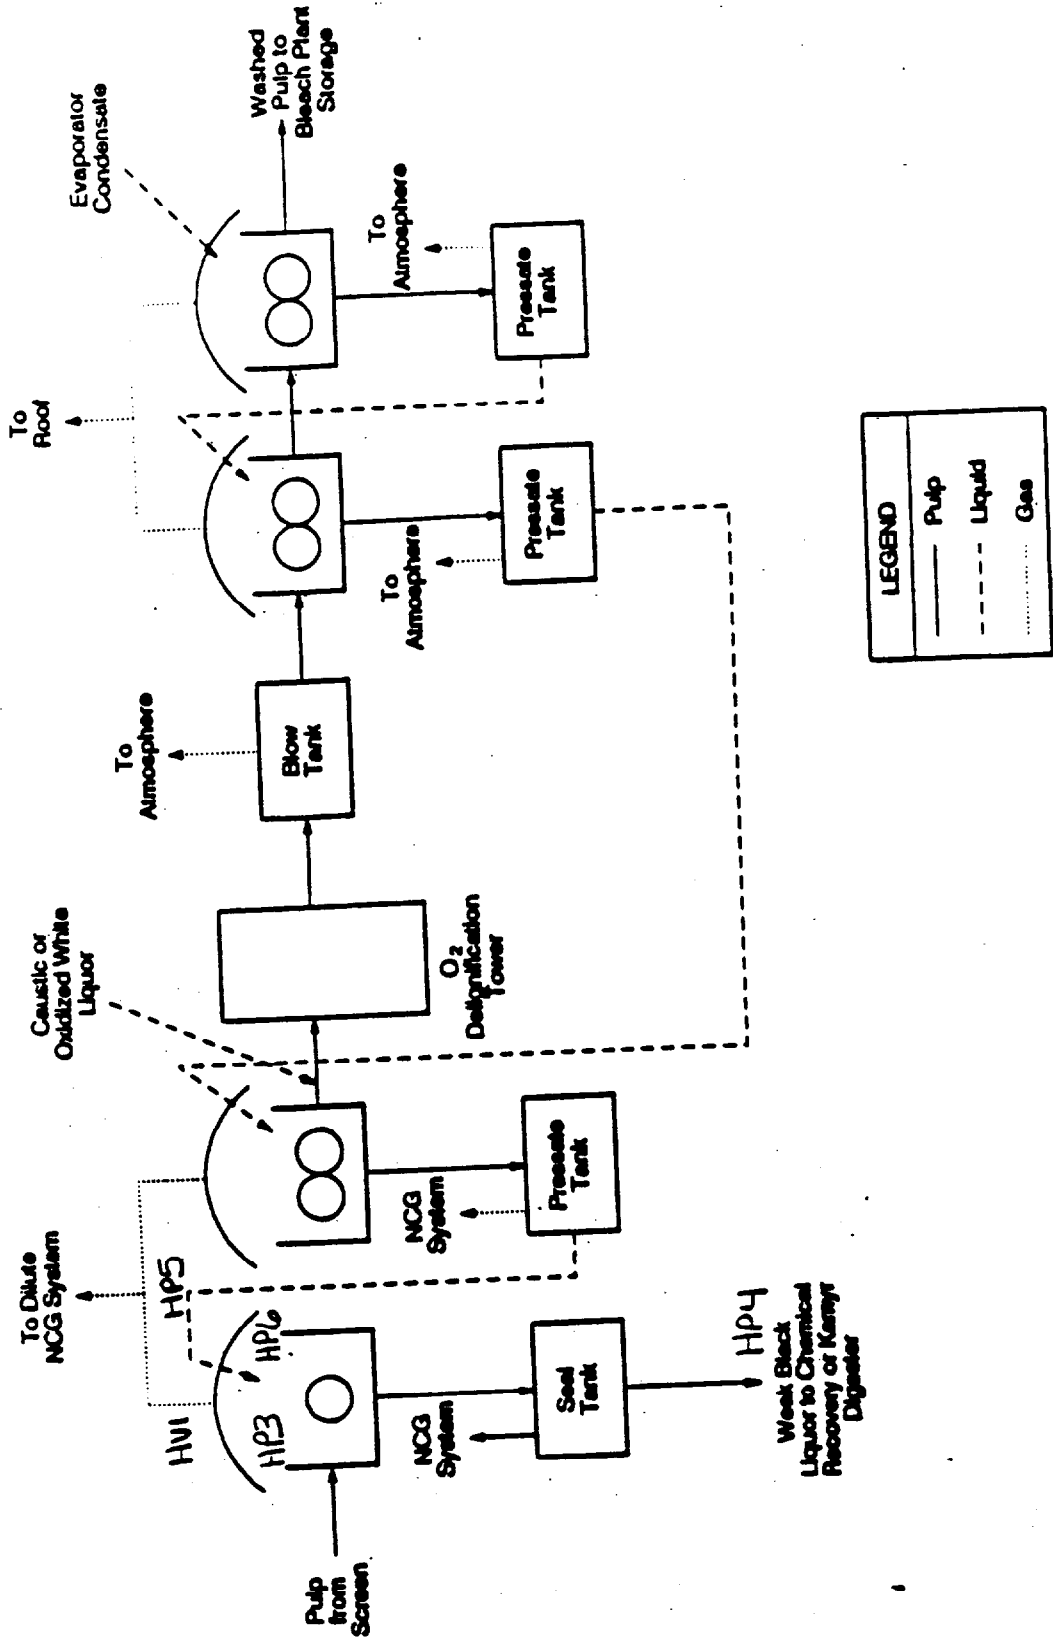 To Dilute
NCG System
Caustic or
Oxidized White
Liquor
To
Atmosphere
To
Roof
Evaporator
Condensate
Washed
Pulp to
Bleach Plant
Storage
HV1
HP3
HP6
HP5
Pulp
from
Screen
NCG
System
Seal
Tank
HP4
Weak Black
Liquor to Chemical
Recovery or Kamyr
Digester
NCG
System
Pressate
Tank
O₂
Delignification
Tower
Blow
Tank
To
Atmosphere
Pressate
Tank
To
Atmosphere
Pressate
Tank
LEGEND
Pulp
Liquid
Gas